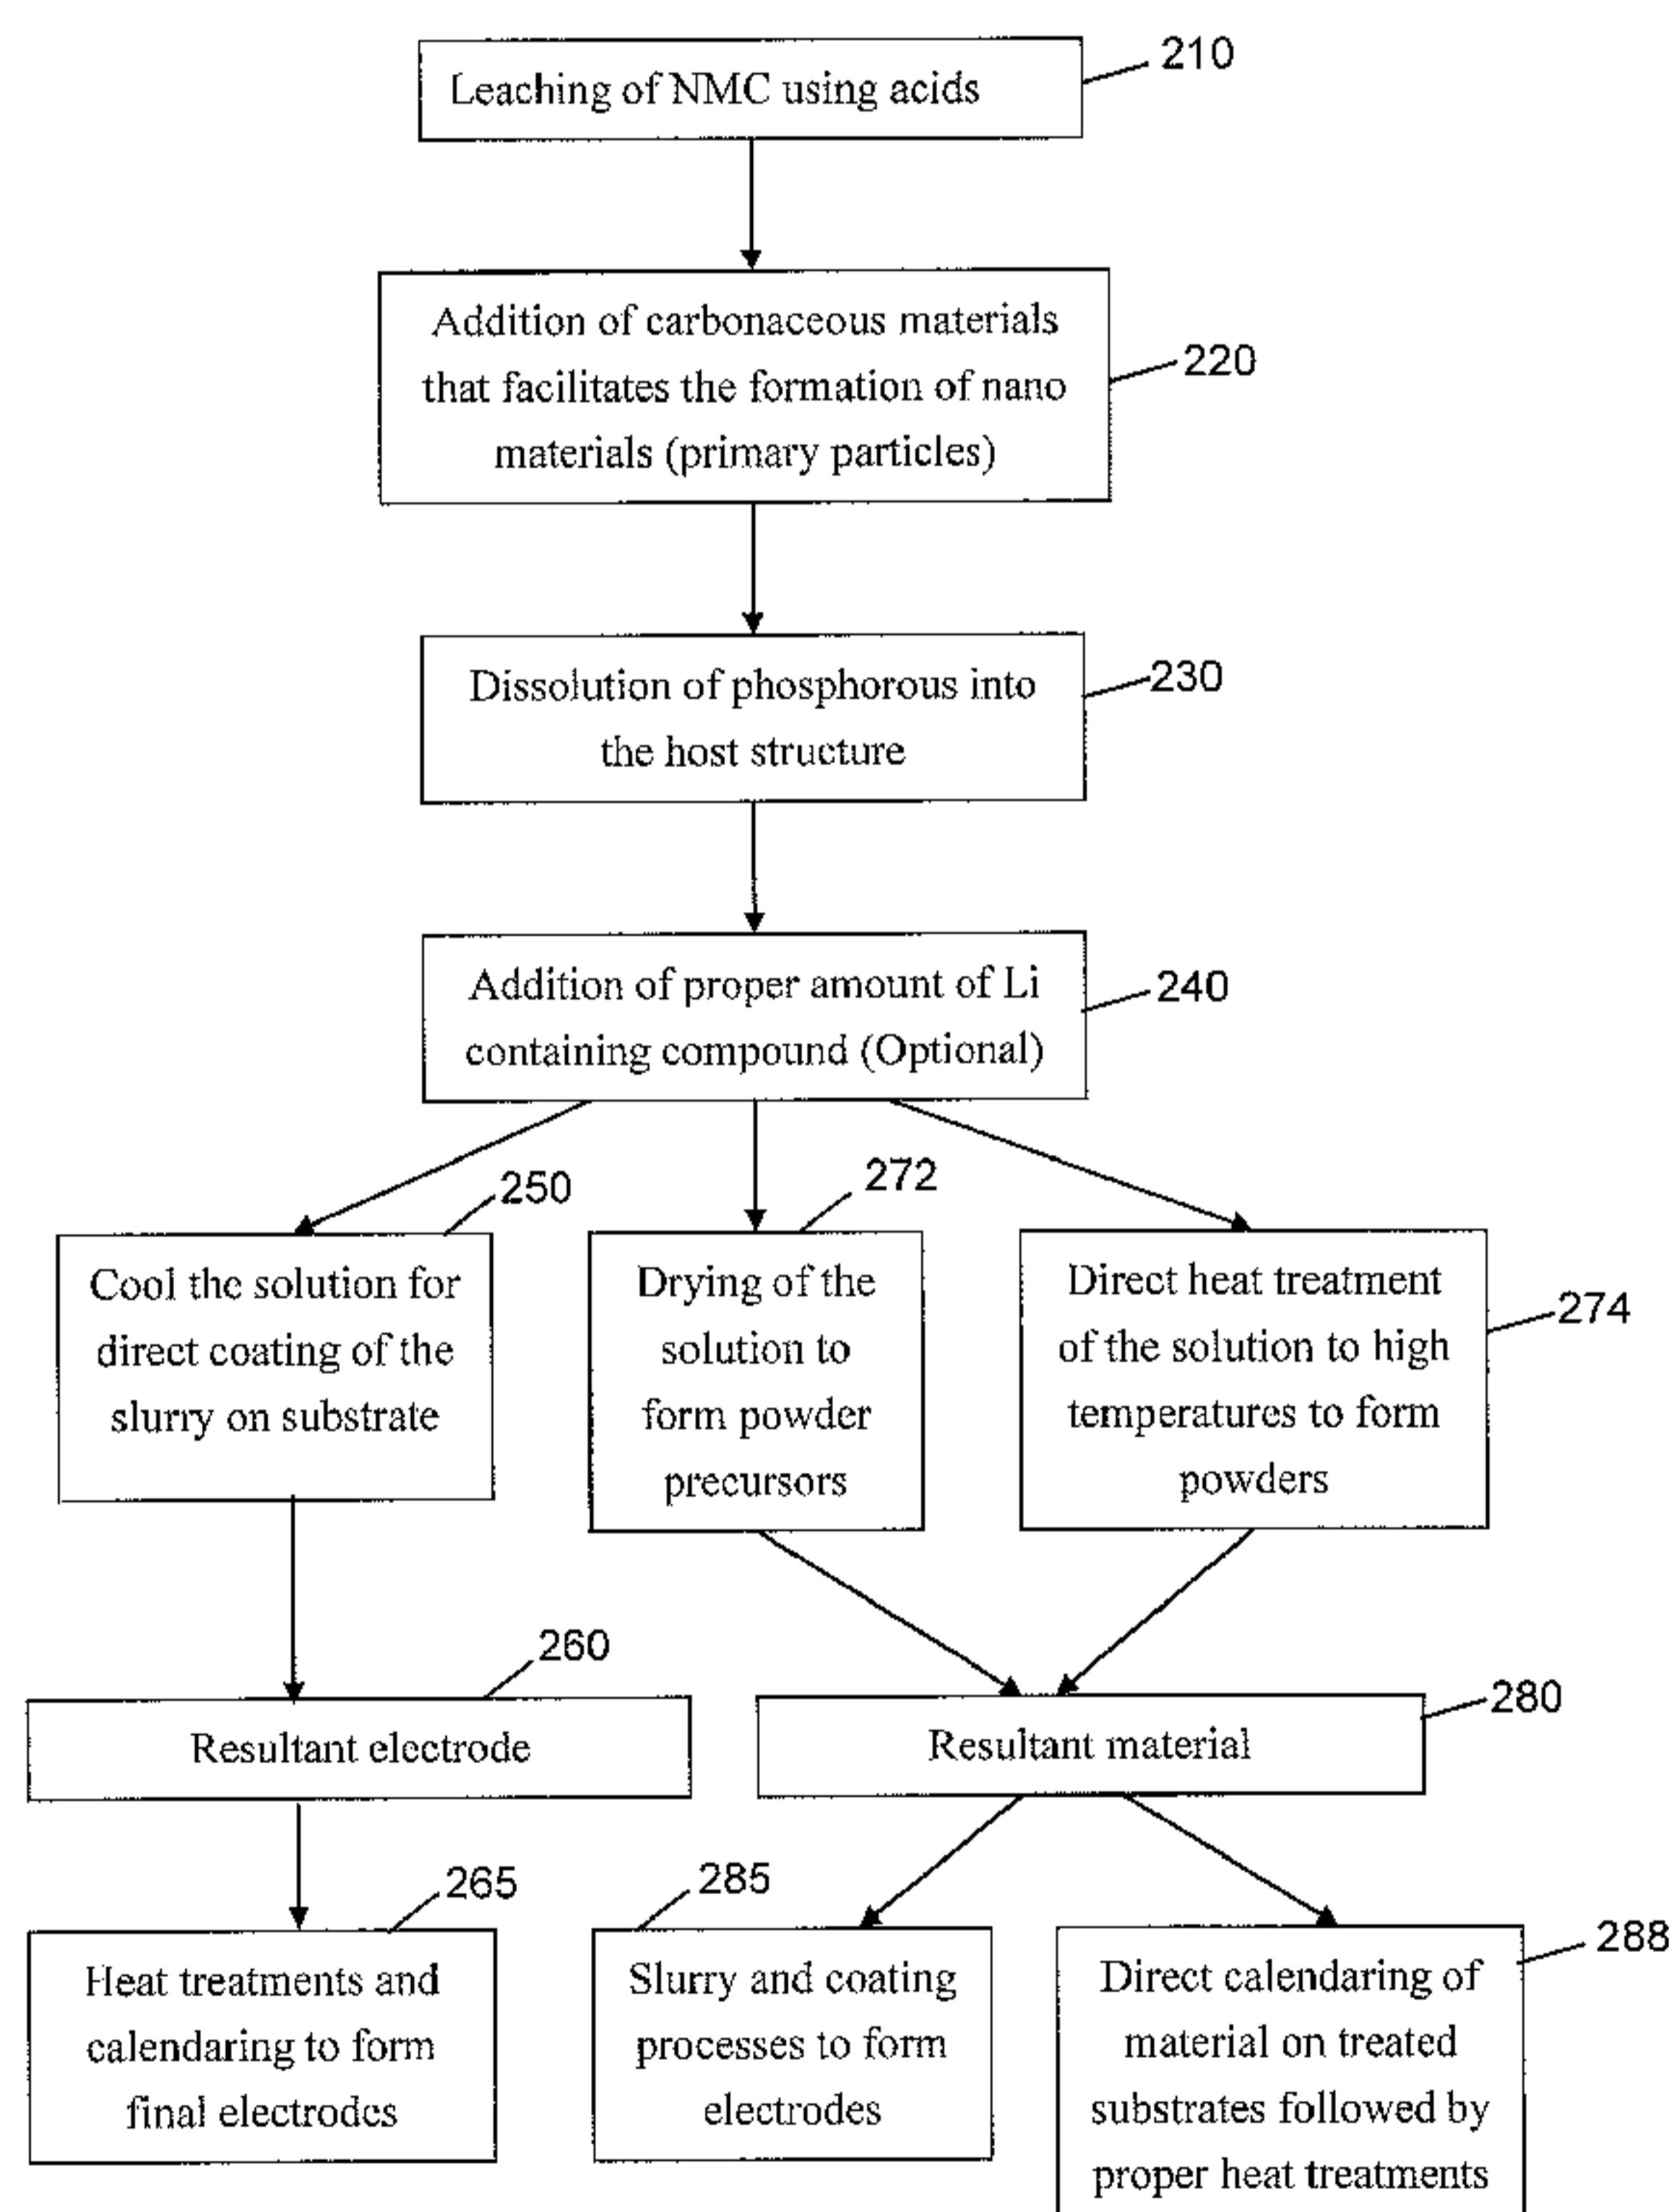 210
Leaching of NMC using acids
Addition of carbonaceous materials
that facilitates the formation of nano
materials (primary particles)
220
Dissolution of phosphorous into
the host structure
230
Addition of proper amount of Li
containing compound (Optional)
240
250
Cool the solution for
direct coating of the
slurry on substrate
272
Drying of the
solution to
form powder
precursors
Direct heat treatment
of the solution to high
temperatures to form
powders
274
260
Resultant electrode
280
Resultant material
265
Heat treatments and
calendaring to form
final electrodes
285
Slurry and coating
processes to form
electrodes
288
Direct calendaring of
material on treated
substrates followed by
proper heat treatments